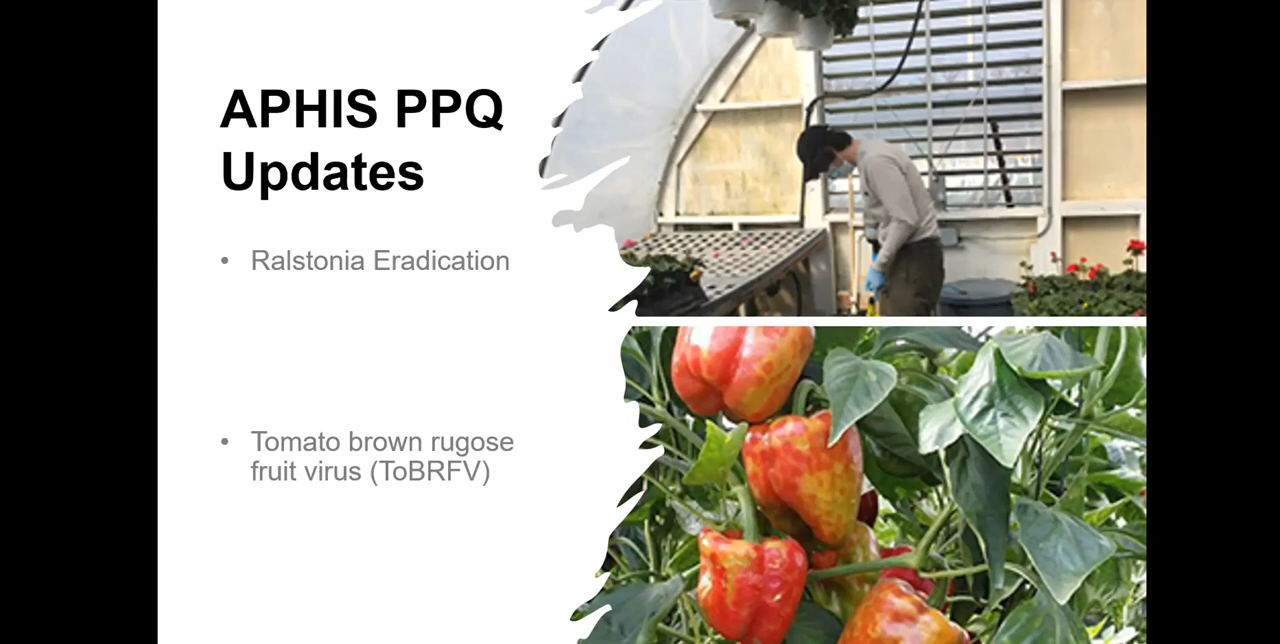 APHIS PPQ
Updates
• Ralstonia Eradication
• Tomato brown rugose
fruit virus (ToBRFV)